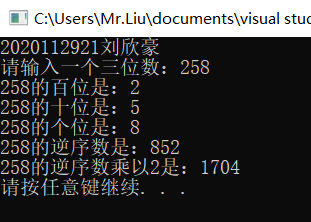 C:\Users\Mr.Liu\documents\visual stu
2020112921刘欣豪
请输入一个三位数：258
258的百位是：2
258的十位是：5
258的个位是：8
258的逆序数是：852
258的逆序数乘以2是：1704
请按任意键继续. . .